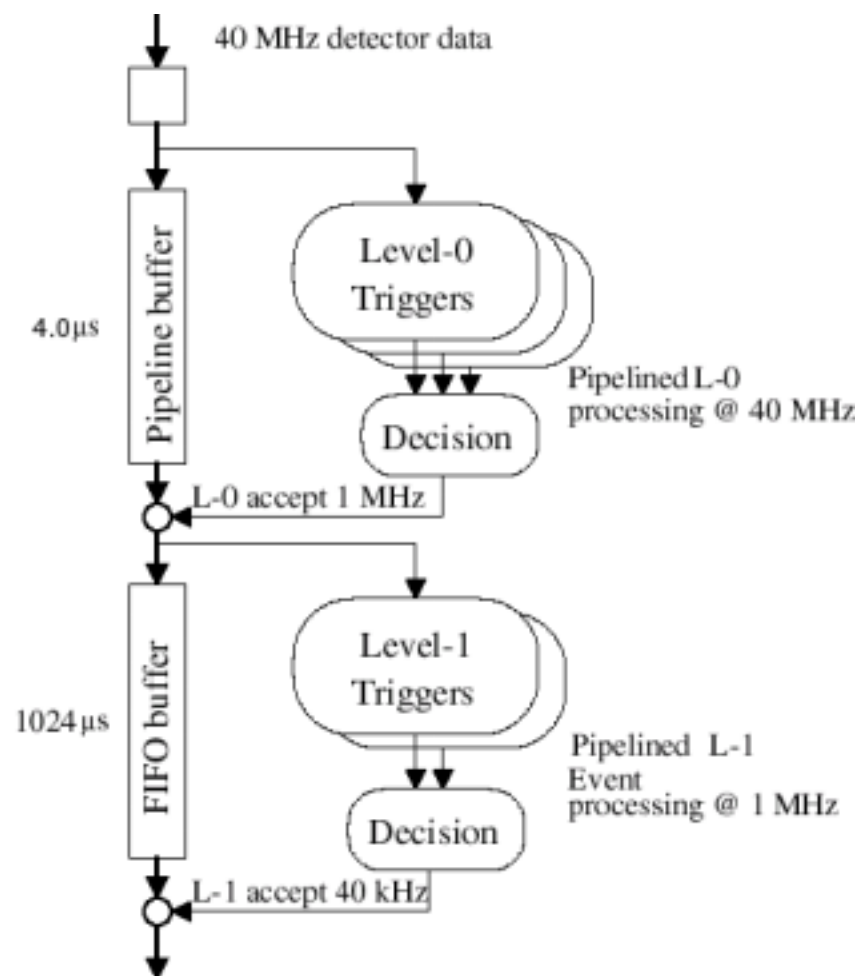 40 MHz detector data
Level-0
Triggers
Pipeline buffer
4.0µs
Pipelined L-0
processing @ 40 MHz
Decision
L-0 accept 1 MHz
Level-1
Triggers
FIFO buffer
1024µs
Pipelined L-1
Event
processing @ 1 MHz
Decision
L-1 accept 40 kHz